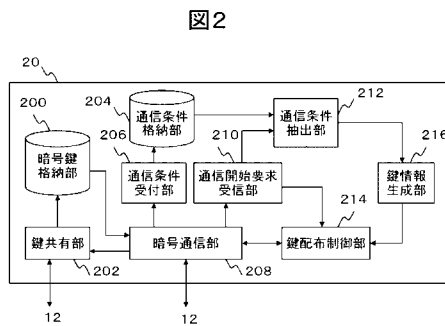 図2
20
200
暗号鍵
格納部
204
通信条件
格納部
212
通信条件
抽出部
206
通信条件
受付部
210
通信開始要求
受信部
216
鍵情報
生成部
214
鍵共有部
202
暗号通信部
208
鍵配布制御部
12
12